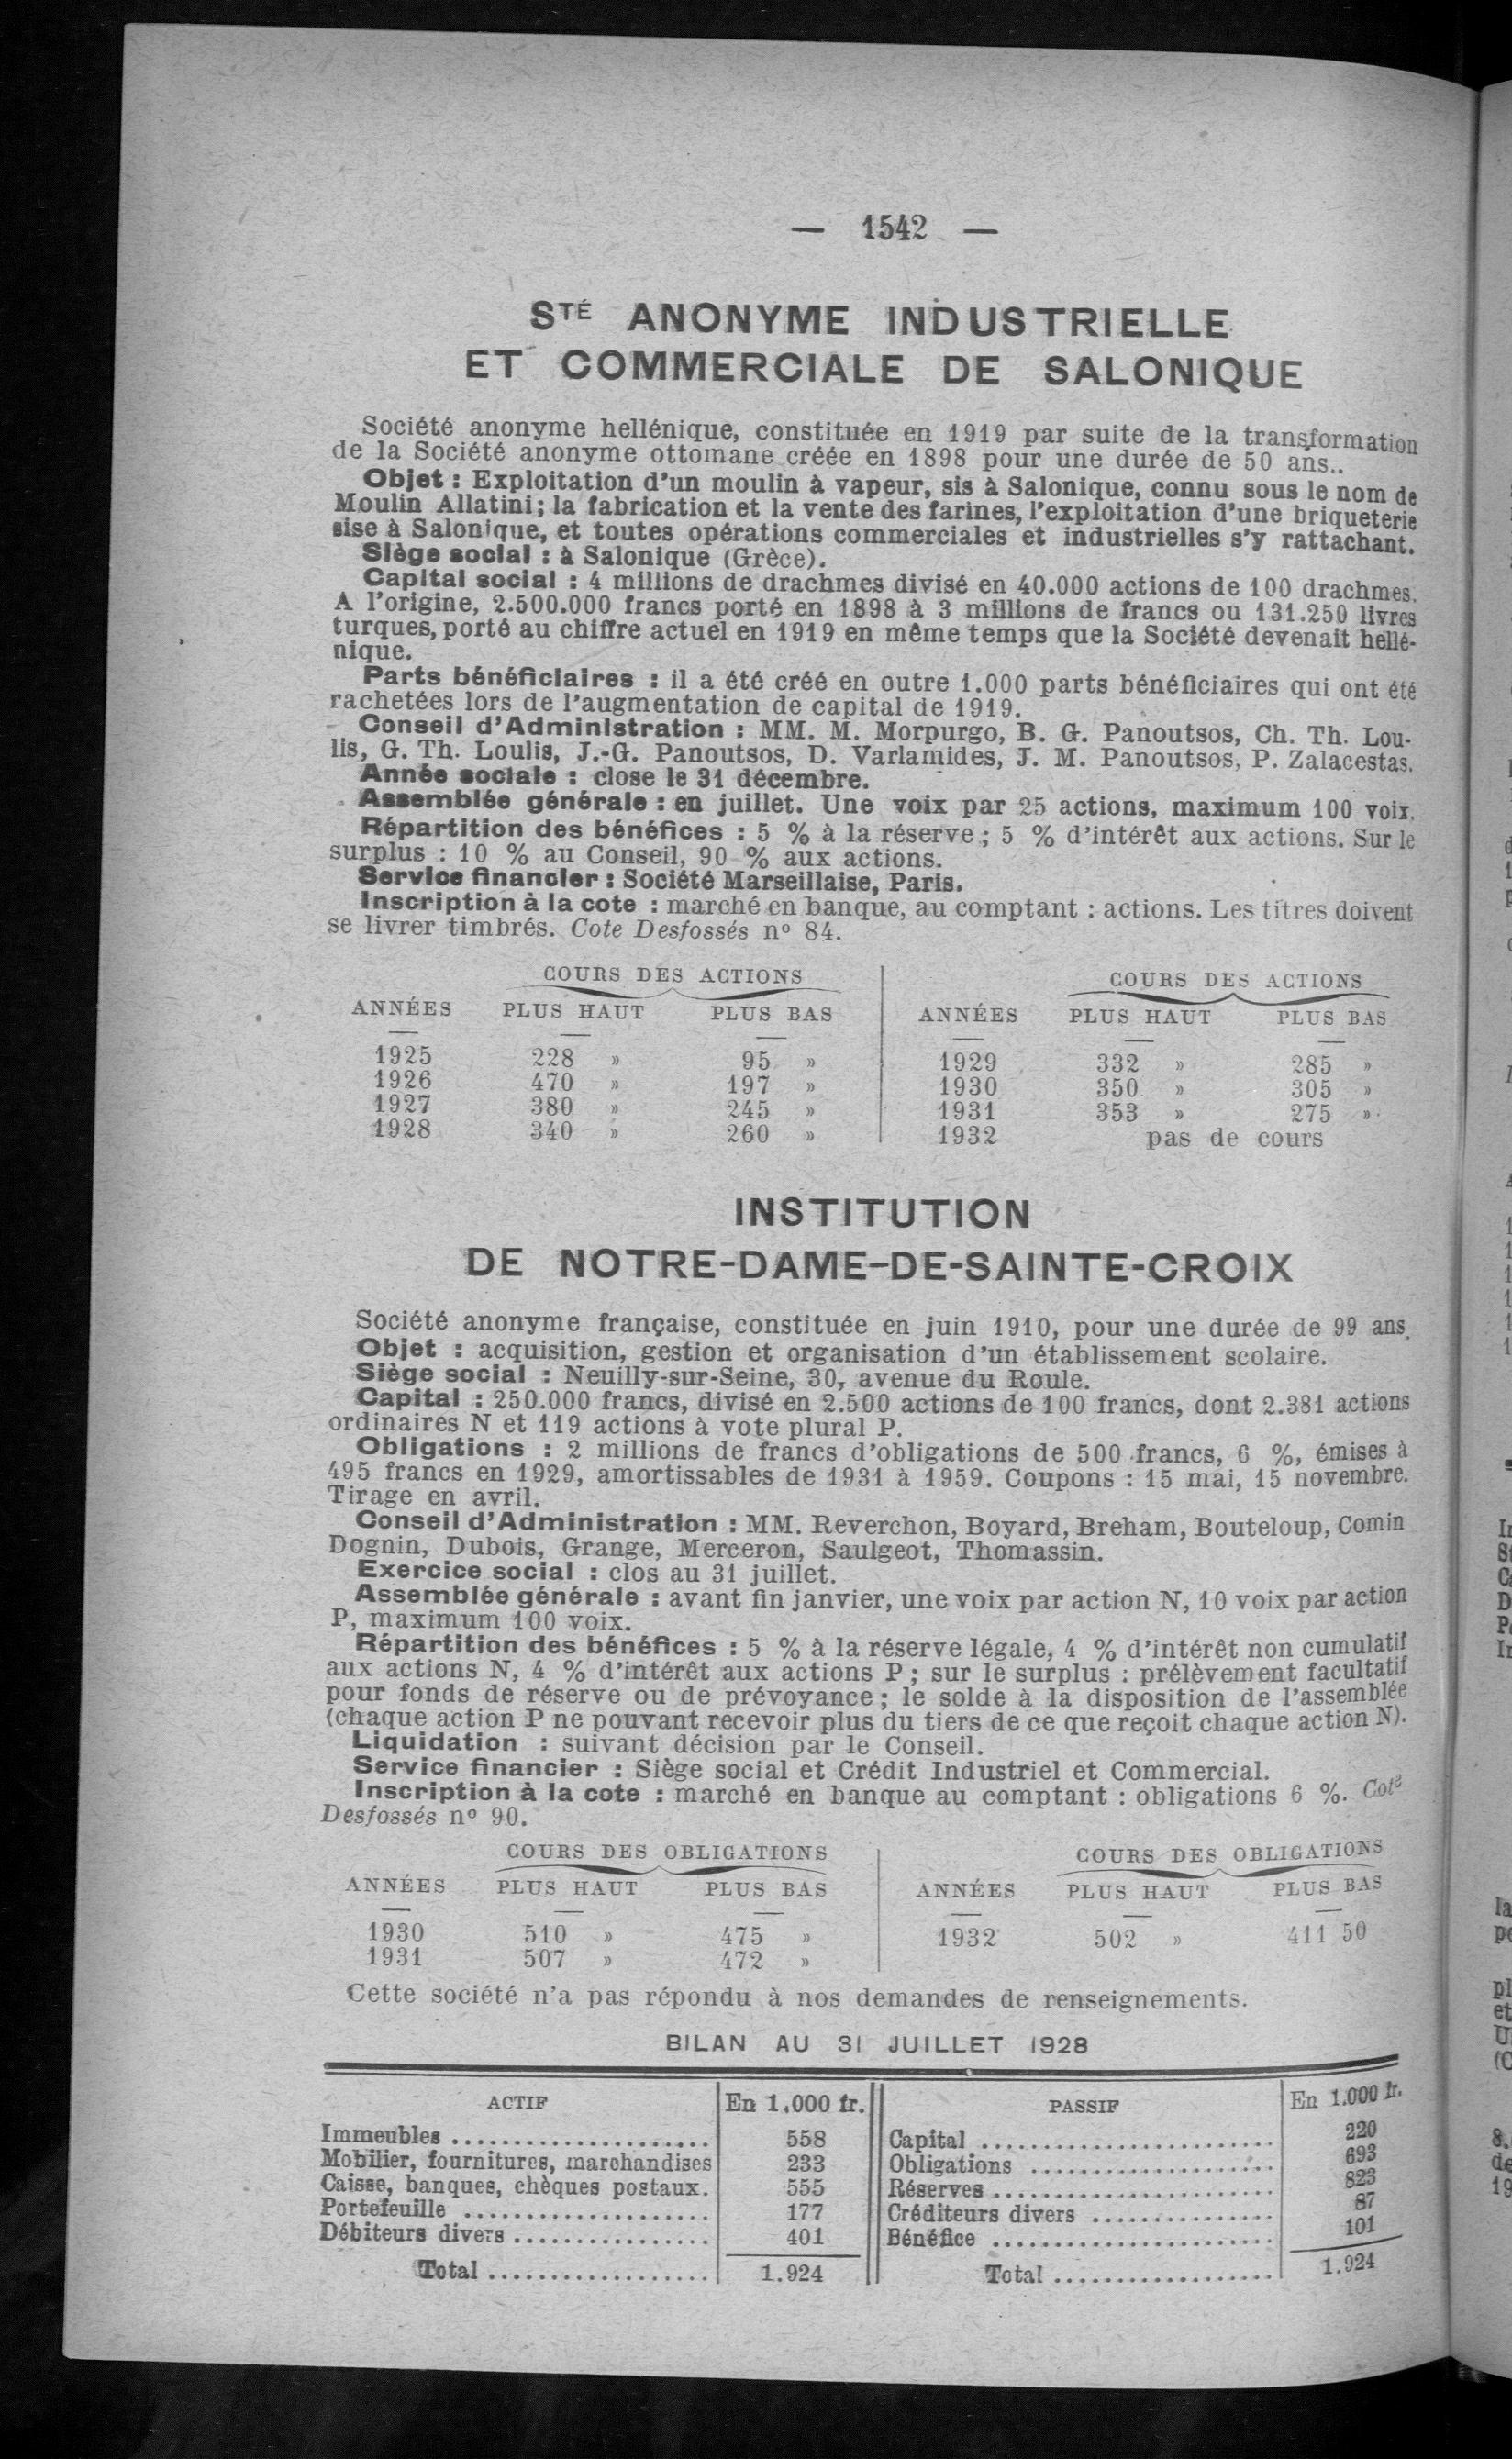 — 1542 —
STÉ ANONYME INDUSTRIELLE
ET COMMERCIALE DE SALONIQUE
Société anonyme hellénique, constituée en 1919 par suite de la transformation
de la Société anonyme ottomane créée en 1898 pour une durée de 50 ans..
Objet : Exploitation d'un moulin à vapeur, sis à Salonique, connu sous le nom de
Moulin Allatini; la fabrication et la vente des farines, l'exploitation d'une briqueterie
sise à Salonique, et toutes opérations commerciales et industrielles s'y rattachant.
Siège social : à Salonique (Grèce).
Capital social : 4 millions de drachmes divisé en 40.000 actions de 100 drachmes.
A l'origine, 2.500.000 francs porté en 1898 à 3 millions de francs ou 131.250 livres
turques, porté au chiffre actuel en 1919 en même temps que la Société devenait hellé-
nique.
Parts bénéficiaires : il a été créé en outre 1.000 parts bénéficiaires qui ont été
rachetées lors de l'augmentation de capital de 1919.
Conseil d'Administration : MM. M. Morpurgo, B. G. Panoutsos, Ch. Th. Lou-
lis, G. Th. Loulis, J.-G. Panoutsos, D. Varlamides, J. M. Panoutsos, P. Zalacestas.
Année sociale : close le 31 décembre.
Assemblée générale : en juillet. Une voix par 25 actions, maximum 100 voix.
Répartition des bénéfices : 5 % à la réserve ; 5 % d'intérêt aux actions. Sur le
surplus : 10 % au Conseil, 90 % aux actions.
Service financier : Société Marseillaise, Paris.
Inscription à la cote : marché en banque, au comptant : actions. Les titres doivent
se livrer timbrés. Cote Desfossés nº 84.
COURS DES ACTIONS COURS DES ACTIONS
ANNÉES PLUS HAUT PLUS BAS ANNÉES PLUS HAUT PLUS BAS
1925 228 » 95 » 1929 332 » 285 »
1926 470 » 197 » 1930 350 » 305 »
1927 380 » 245 » 1931 353 » 275 »
1928 340 » 260 » 1932 pas de cours
INSTITUTION
DE NOTRE-DAME-DE-SAINTE-CROIX
Société anonyme française, constituée en juin 1910, pour une durée de 99 ans.
Objet : acquisition, gestion et organisation d'un établissement scolaire.
Siège social : Neuilly-sur-Seine, 30, avenue du Roule.
Capital : 250.000 francs, divisé en 2.500 actions de 100 francs, dont 2.381 actions
ordinaires N et 119 actions à vote plural P.
Obligations : 2 millions de francs d'obligations de 500 francs, 6 %, émises à
495 francs en 1929, amortissables de 1931 à 1959. Coupons : 15 mai, 15 novembre.
Tirage en avril.
Conseil d'Administration : MM. Reverchon, Boyard, Breham, Bouteloup, Comin
Dognin, Dubois, Grange, Merceron, Saulgeot, Thomassin.
Exercice social : clos au 31 juillet.
Assemblée générale : avant fin janvier, une voix par action N, 10 voix par action
P, maximum 100 voix.
Répartition des bénéfices : 5 % à la réserve légale, 4 % d'intérêt non cumulatif
aux actions N, 4 % d'intérêt aux actions P ; sur le surplus : prélèvement facultatif
pour fonds de réserve ou de prévoyance ; le solde à la disposition de l'assemblée
(chaque action P ne pouvant recevoir plus du tiers de ce que reçoit chaque action N).
Liquidation : suivant décision par le Conseil.
Service financier : Siège social et Crédit Industriel et Commercial.
Inscription à la cote : marché en banque au comptant : obligations 6 %. Cote
Desfossés nº 90.
COURS DES OBLIGATIONS COURS DES OBLIGATIONS
ANNÉES PLUS HAUT PLUS BAS ANNÉES PLUS HAUT PLUS BAS
1930 510 » 475 » 1932 502 » 411 50
1931 507 » 472 »
Cette société n'a pas répondu à nos demandes de renseignements.
BILAN AU 31 JUILLET 1928
ACTIF En 1.000 fr. PASSIF En 1.000 fr.
Immeubles ..................... 558 Capital ........................ 220
Mobilier, fournitures, marchandises 233 Obligations .................... 693
Caisse, banques, chèques postaux. 555 Réserves ....................... 823
Portefeuille .................... 177 Créditeurs divers ............... 87
Débiteurs divers ................ 401 Bénéfice ....................... 101
Total .................. 1.924 Total .................. 1.924